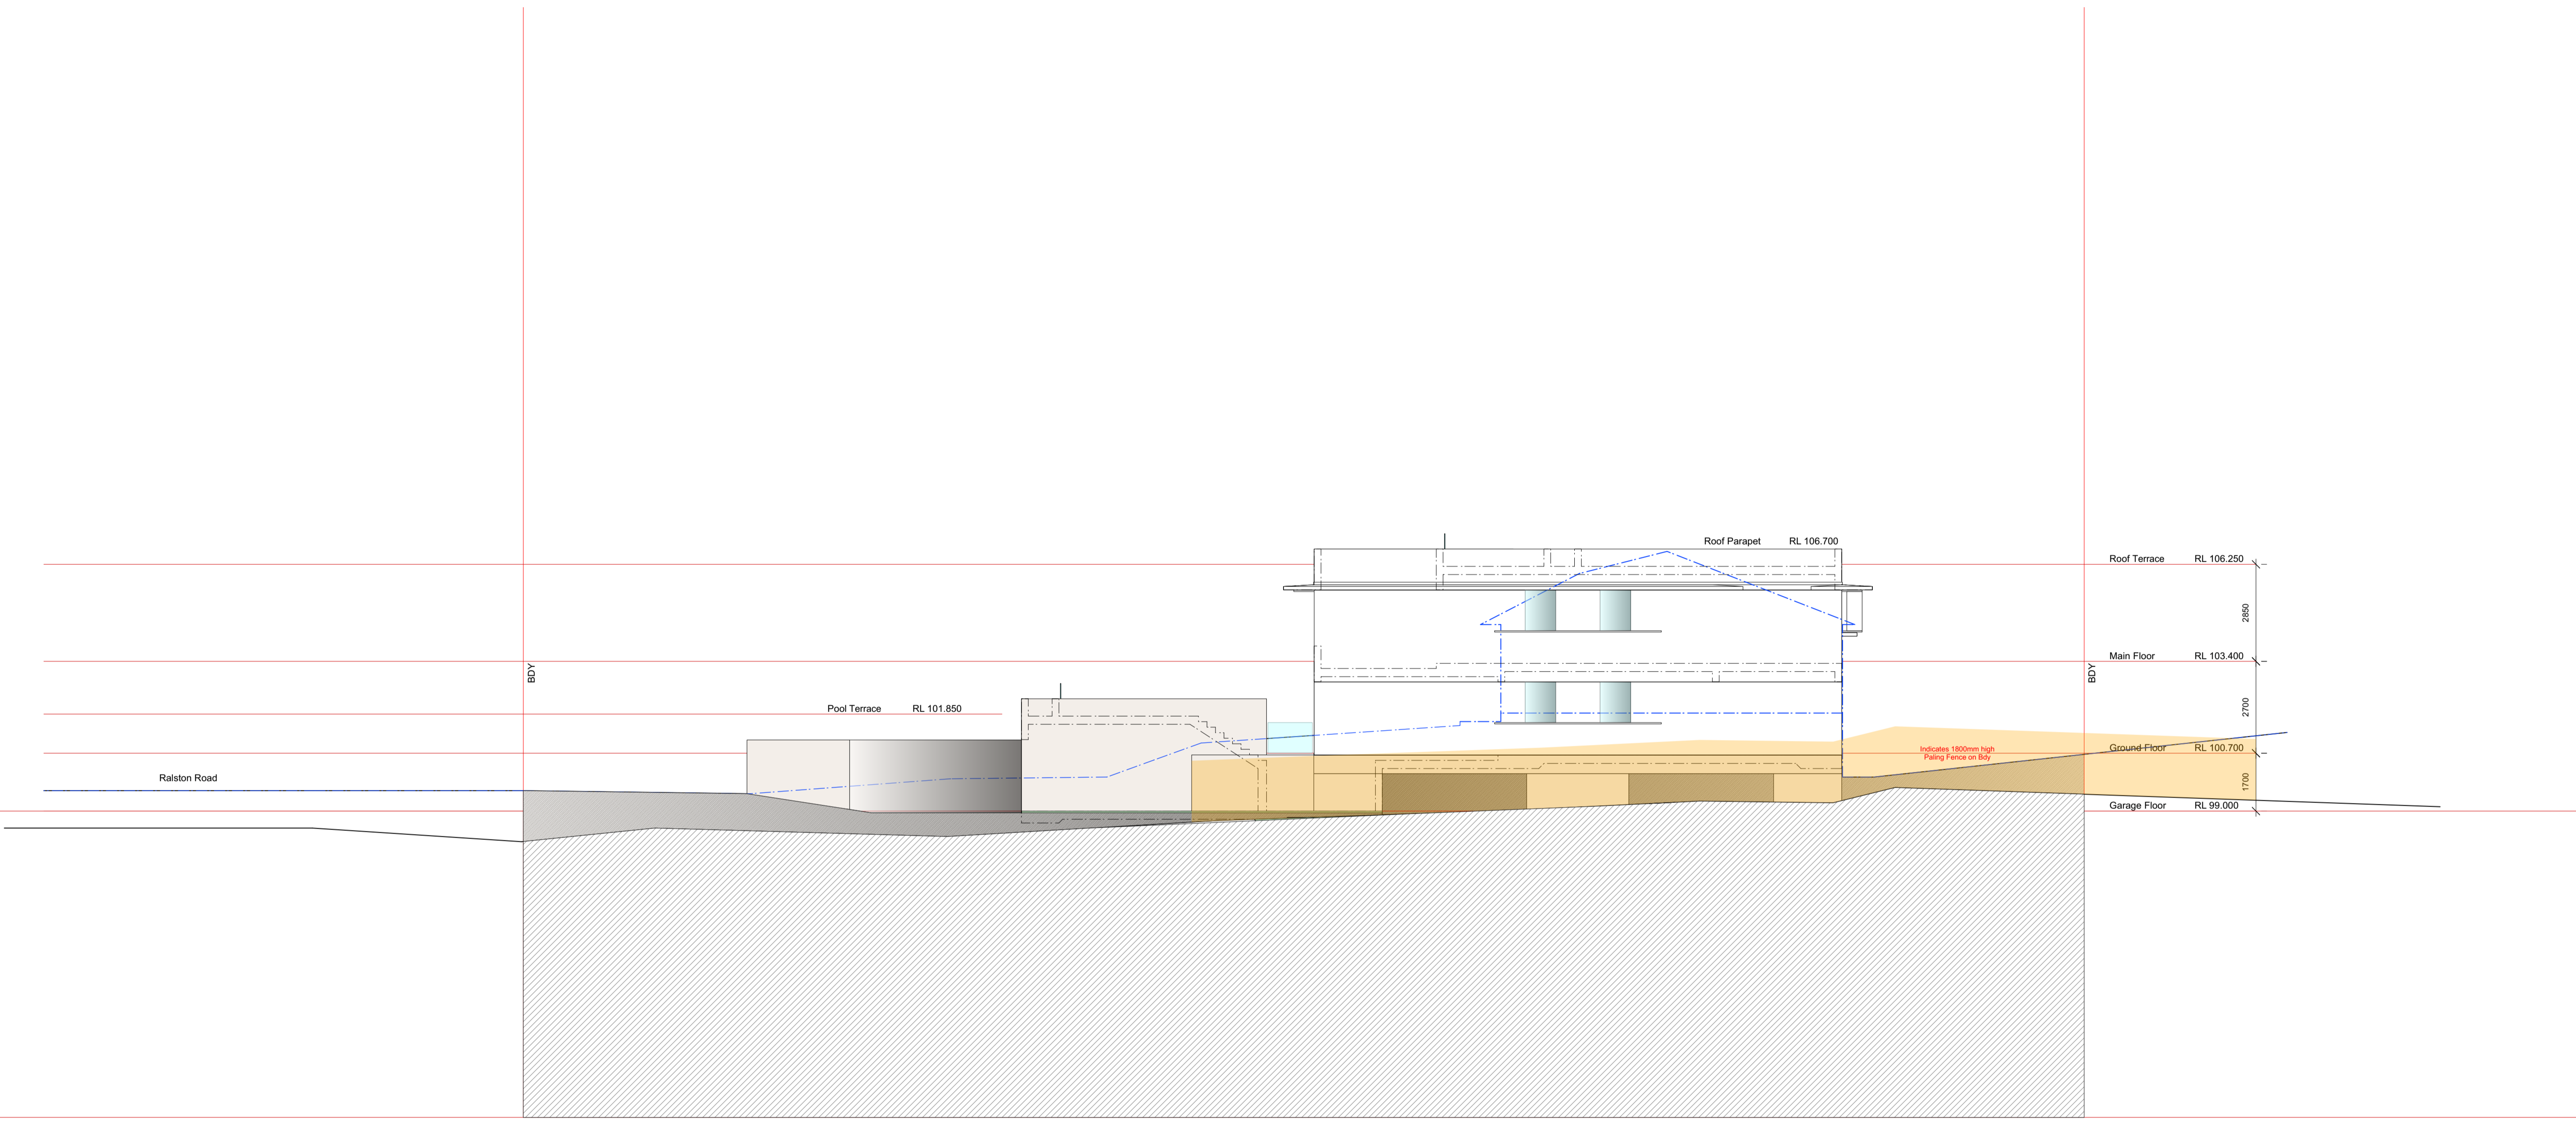 Roof Parapet RL 106.700
Roof Terrace RL 106.250
2850
Main Floor RL 103.400
BDY
BDY
2700
Pool Terrace RL 101.850
Indicates 1800mm high
Paling Fence on Bdy
Ground Floor RL 100.700
Ralston Road
1700
Garage Floor RL 99.000